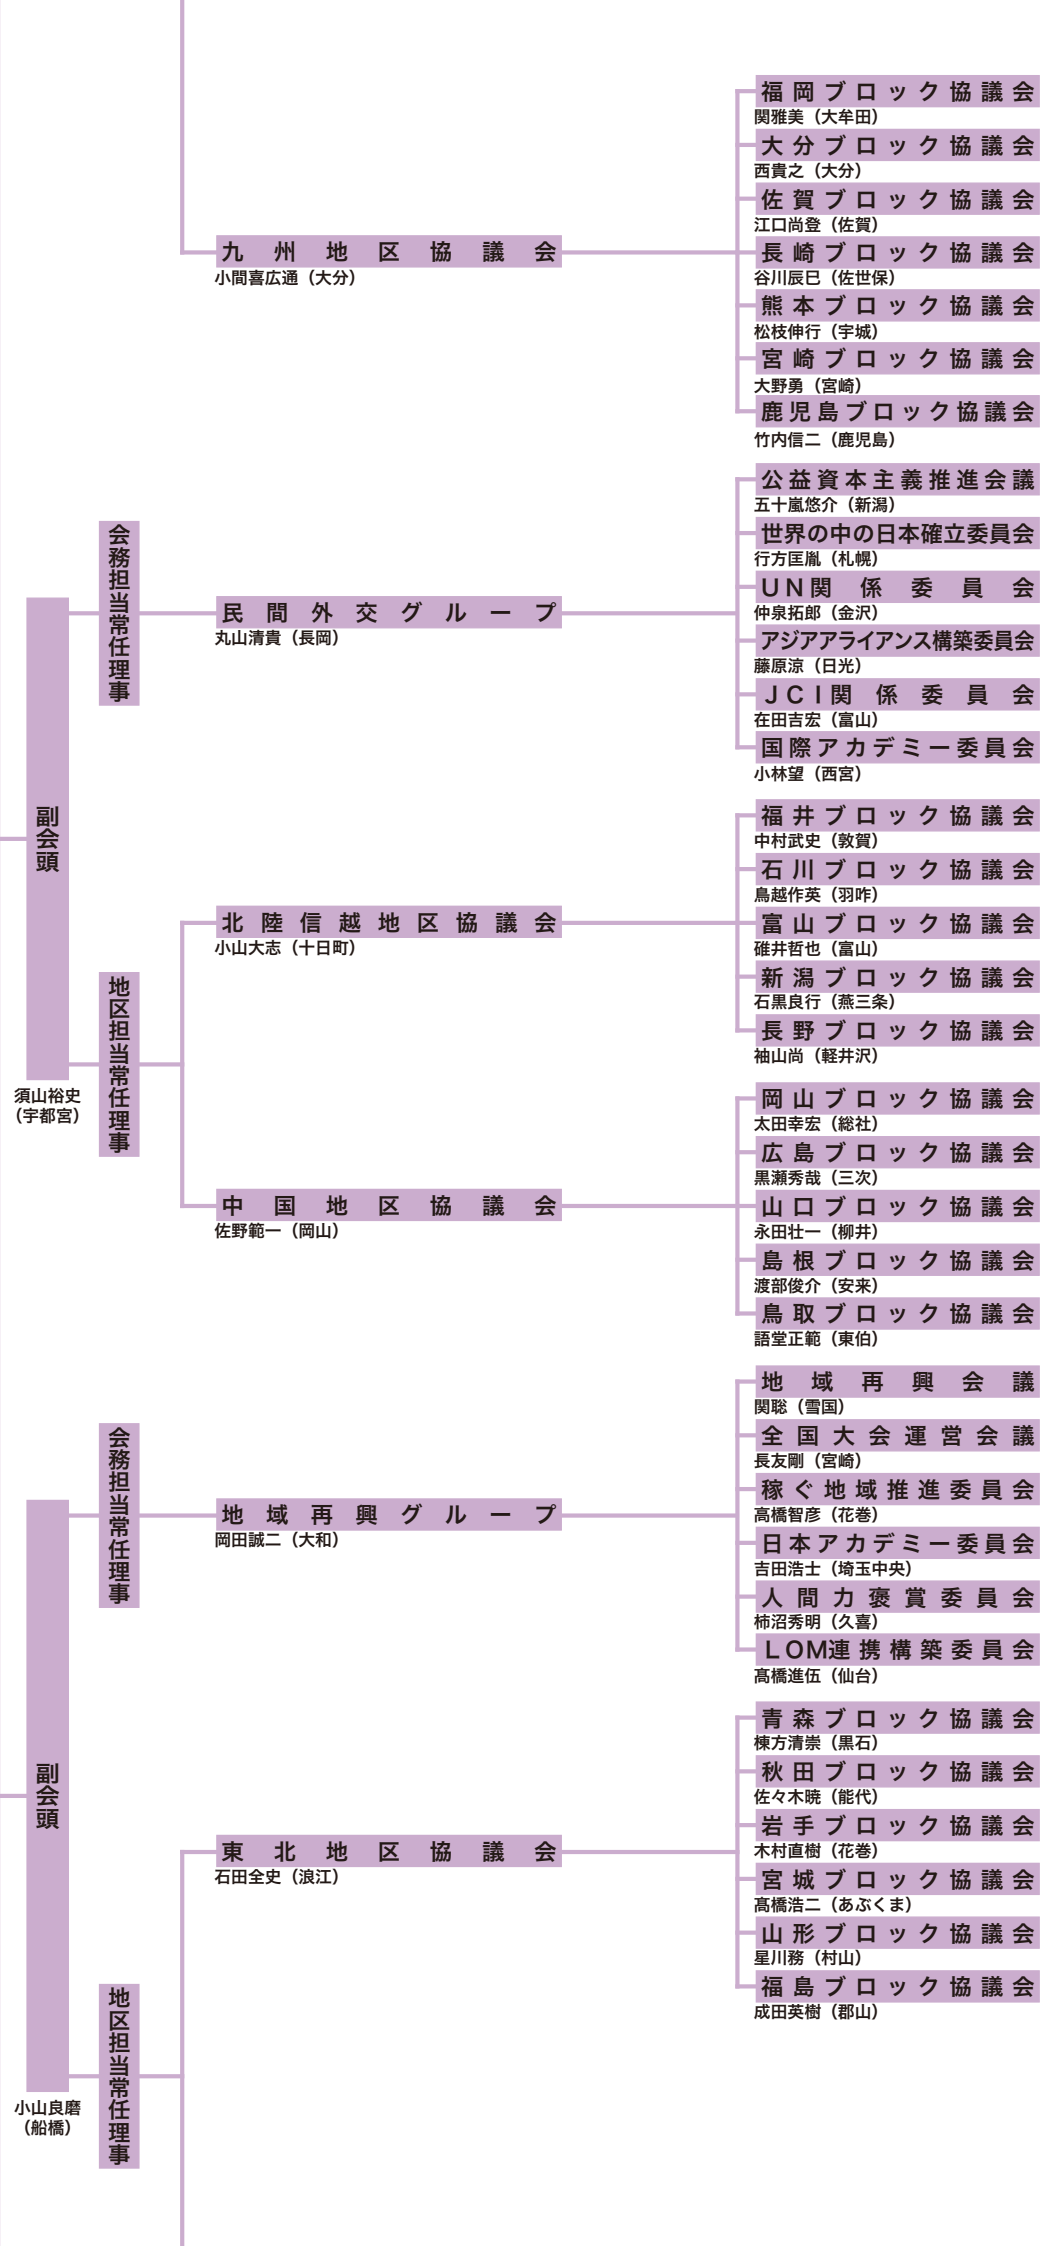 福岡ブロック協議会
関雅美（大牟田）
大分ブロック協議会
西貴之（大分）
佐賀ブロック協議会
江口尚登（佐賀）
九州地区協議会
小間喜広通（大分）
長崎ブロック協議会
谷川辰巳（佐世保）
熊本ブロック協議会
松枝伸行（宇城）
宮崎ブロック協議会
大野勇（宮崎）
鹿児島ブロック協議会
竹内信二（鹿児島）
副会頭
須山裕史
（宇都宮）
会務担当常任理事
民間外交グループ
丸山清貴（長岡）
公益資本主義推進会議
五十嵐悠介（新潟）
世界の中の日本確立委員会
行方匡胤（札幌）
UN関係委員会
仲泉拓郎（金沢）
アジアアライアンス構築委員会
藤原涼（日光）
JCI関係委員会
在田吉宏（富山）
国際アカデミー委員会
小林望（西宮）
地区担当常任理事
北陸信越地区協議会
小山大志（十日町）
福井ブロック協議会
中村武史（敦賀）
石川ブロック協議会
鳥越作英（羽咋）
富山ブロック協議会
碓井哲也（富山）
新潟ブロック協議会
石黒良行（燕三条）
長野ブロック協議会
袖山尚（軽井沢）
中国地区協議会
佐野範一（岡山）
岡山ブロック協議会
太田幸宏（総社）
広島ブロック協議会
黒瀬秀哉（三次）
山口ブロック協議会
永田壮一（柳井）
島根ブロック協議会
渡部俊介（安来）
鳥取ブロック協議会
語堂正範（東伯）
副会頭
小山良磨
（船橋）
会務担当常任理事
地域再興グループ
岡田誠二（大和）
地域再興会議
関聡（雪国）
全国大会運営会議
長友剛（宮崎）
稼ぐ地域推進委員会
高橋智彦（花巻）
日本アカデミー委員会
吉田浩士（埼玉中央）
人間力褒賞委員会
柿沼秀明（久喜）
LOM連携構築委員会
髙橋進伍（仙台）
地区担当常任理事
東北地区協議会
石田全史（浪江）
青森ブロック協議会
棟方清崇（黒石）
秋田ブロック協議会
佐々木暁（能代）
岩手ブロック協議会
木村直樹（花巻）
宮城ブロック協議会
髙橋浩二（あぶくま）
山形ブロック協議会
星川務（村山）
福島ブロック協議会
成田英樹（郡山）